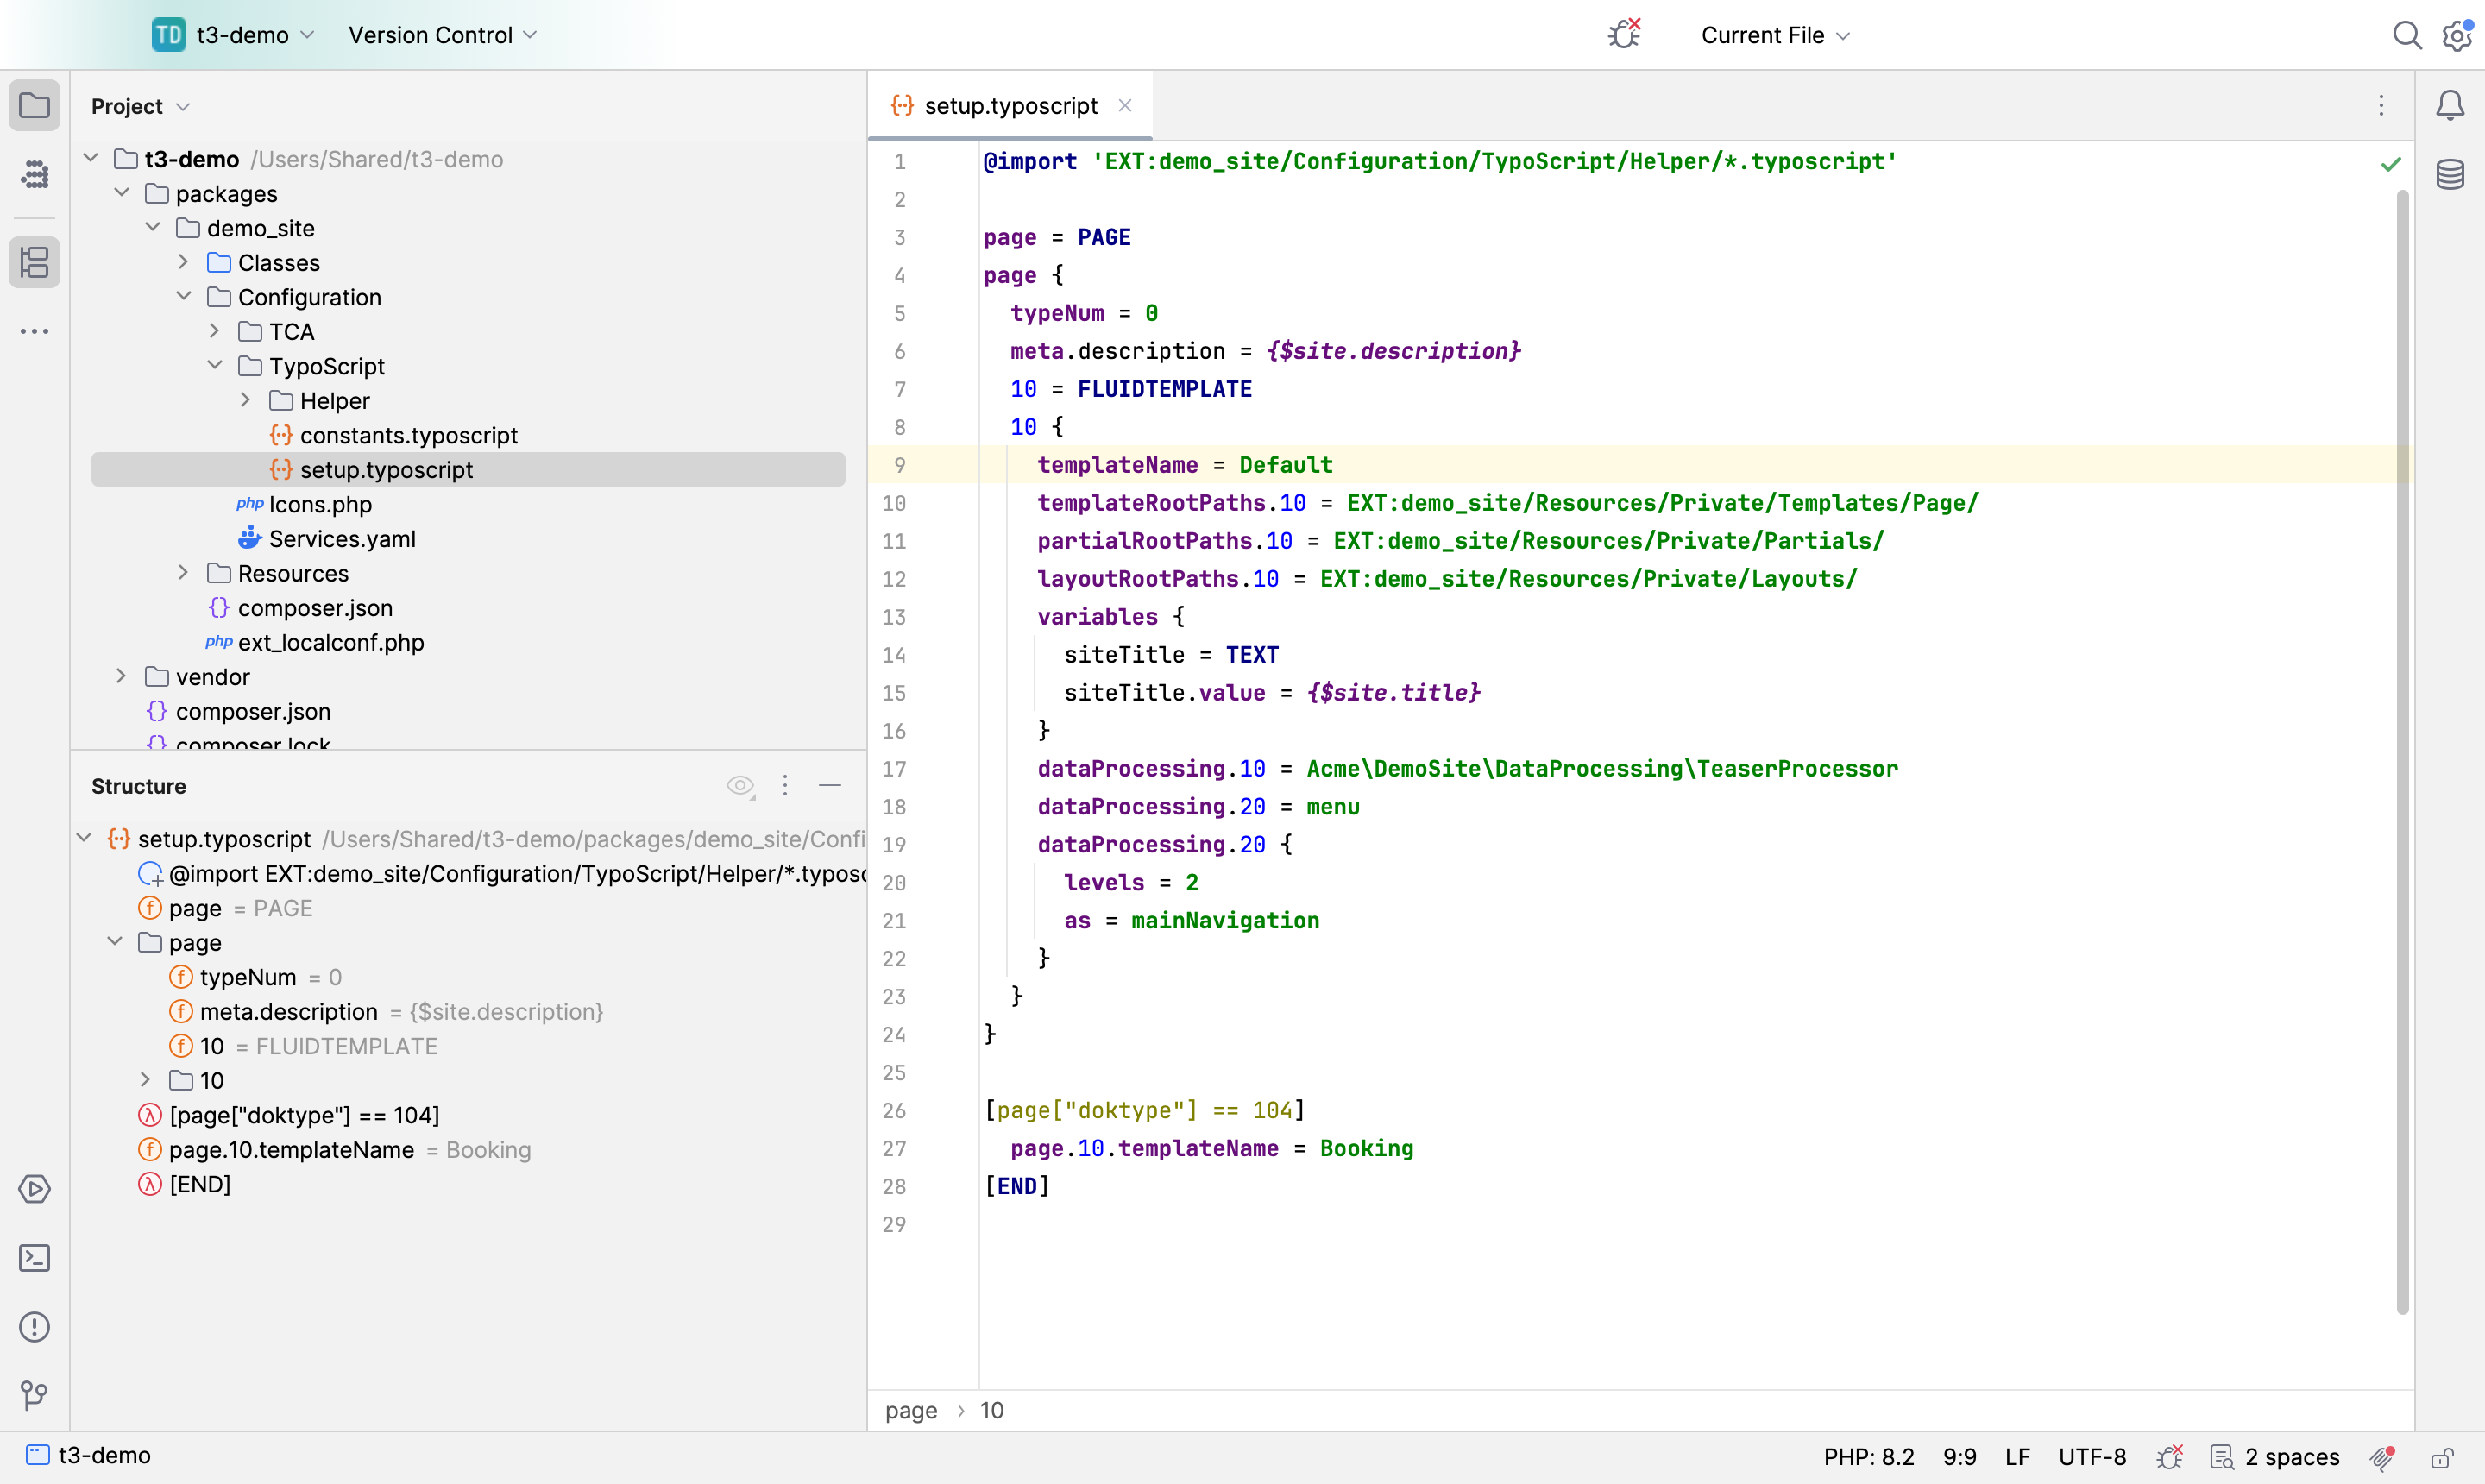 TD t3-demo Version Control Current File
Project
t3-demo /Users/Shared/t3-demo
packages
demo_site
Classes
Configuration
TCA
TypoScript
Helper
constants.typoscript
setup.typoscript
php Icons.php
Services.yaml
Resources
composer.json
php ext_localconf.php
vendor
composer.json
composer.lock
Structure
setup.typoscript /Users/Shared/t3-demo/packages/demo_site/Confi
@import EXT:demo_site/Configuration/TypoScript/Helper/*.typosc
page = PAGE
page
typeNum = 0
meta.description = {$site.description}
10 = FLUIDTEMPLATE
10
[page["doktype"] == 104]
page.10.templateName = Booking
[END]
setup.typoscript
1 @import 'EXT:demo_site/Configuration/TypoScript/Helper/*.typoscript'
2
3 page = PAGE
4 page {
5 typeNum = 0
6 meta.description = {$site.description}
7 10 = FLUIDTEMPLATE
8 10 {
9 templateName = Default
10 templateRootPaths.10 = EXT:demo_site/Resources/Private/Templates/Page/
11 partialRootPaths.10 = EXT:demo_site/Resources/Private/Partials/
12 layoutRootPaths.10 = EXT:demo_site/Resources/Private/Layouts/
13 variables {
14 siteTitle = TEXT
15 siteTitle.value = {$site.title}
16 }
17 dataProcessing.10 = Acme\DemoSite\DataProcessing\TeaserProcessor
18 dataProcessing.20 = menu
19 dataProcessing.20 {
20 levels = 2
21 as = mainNavigation
22 }
23 }
24 }
25
26 [page["doktype"] == 104]
27 page.10.templateName = Booking
28 [END]
29
page › 10
t3-demo PHP: 8.2 9:9 LF UTF-8 2 spaces